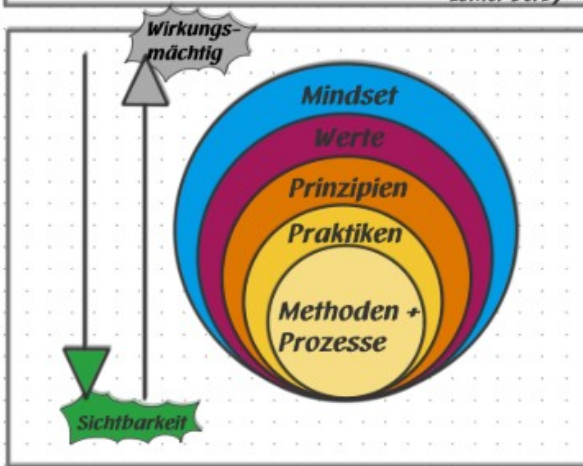 Wirkungs-
mächtig
Mindset
Werte
Prinzipien
Praktiken
Methoden +
Prozesse
Sichtbarkeit